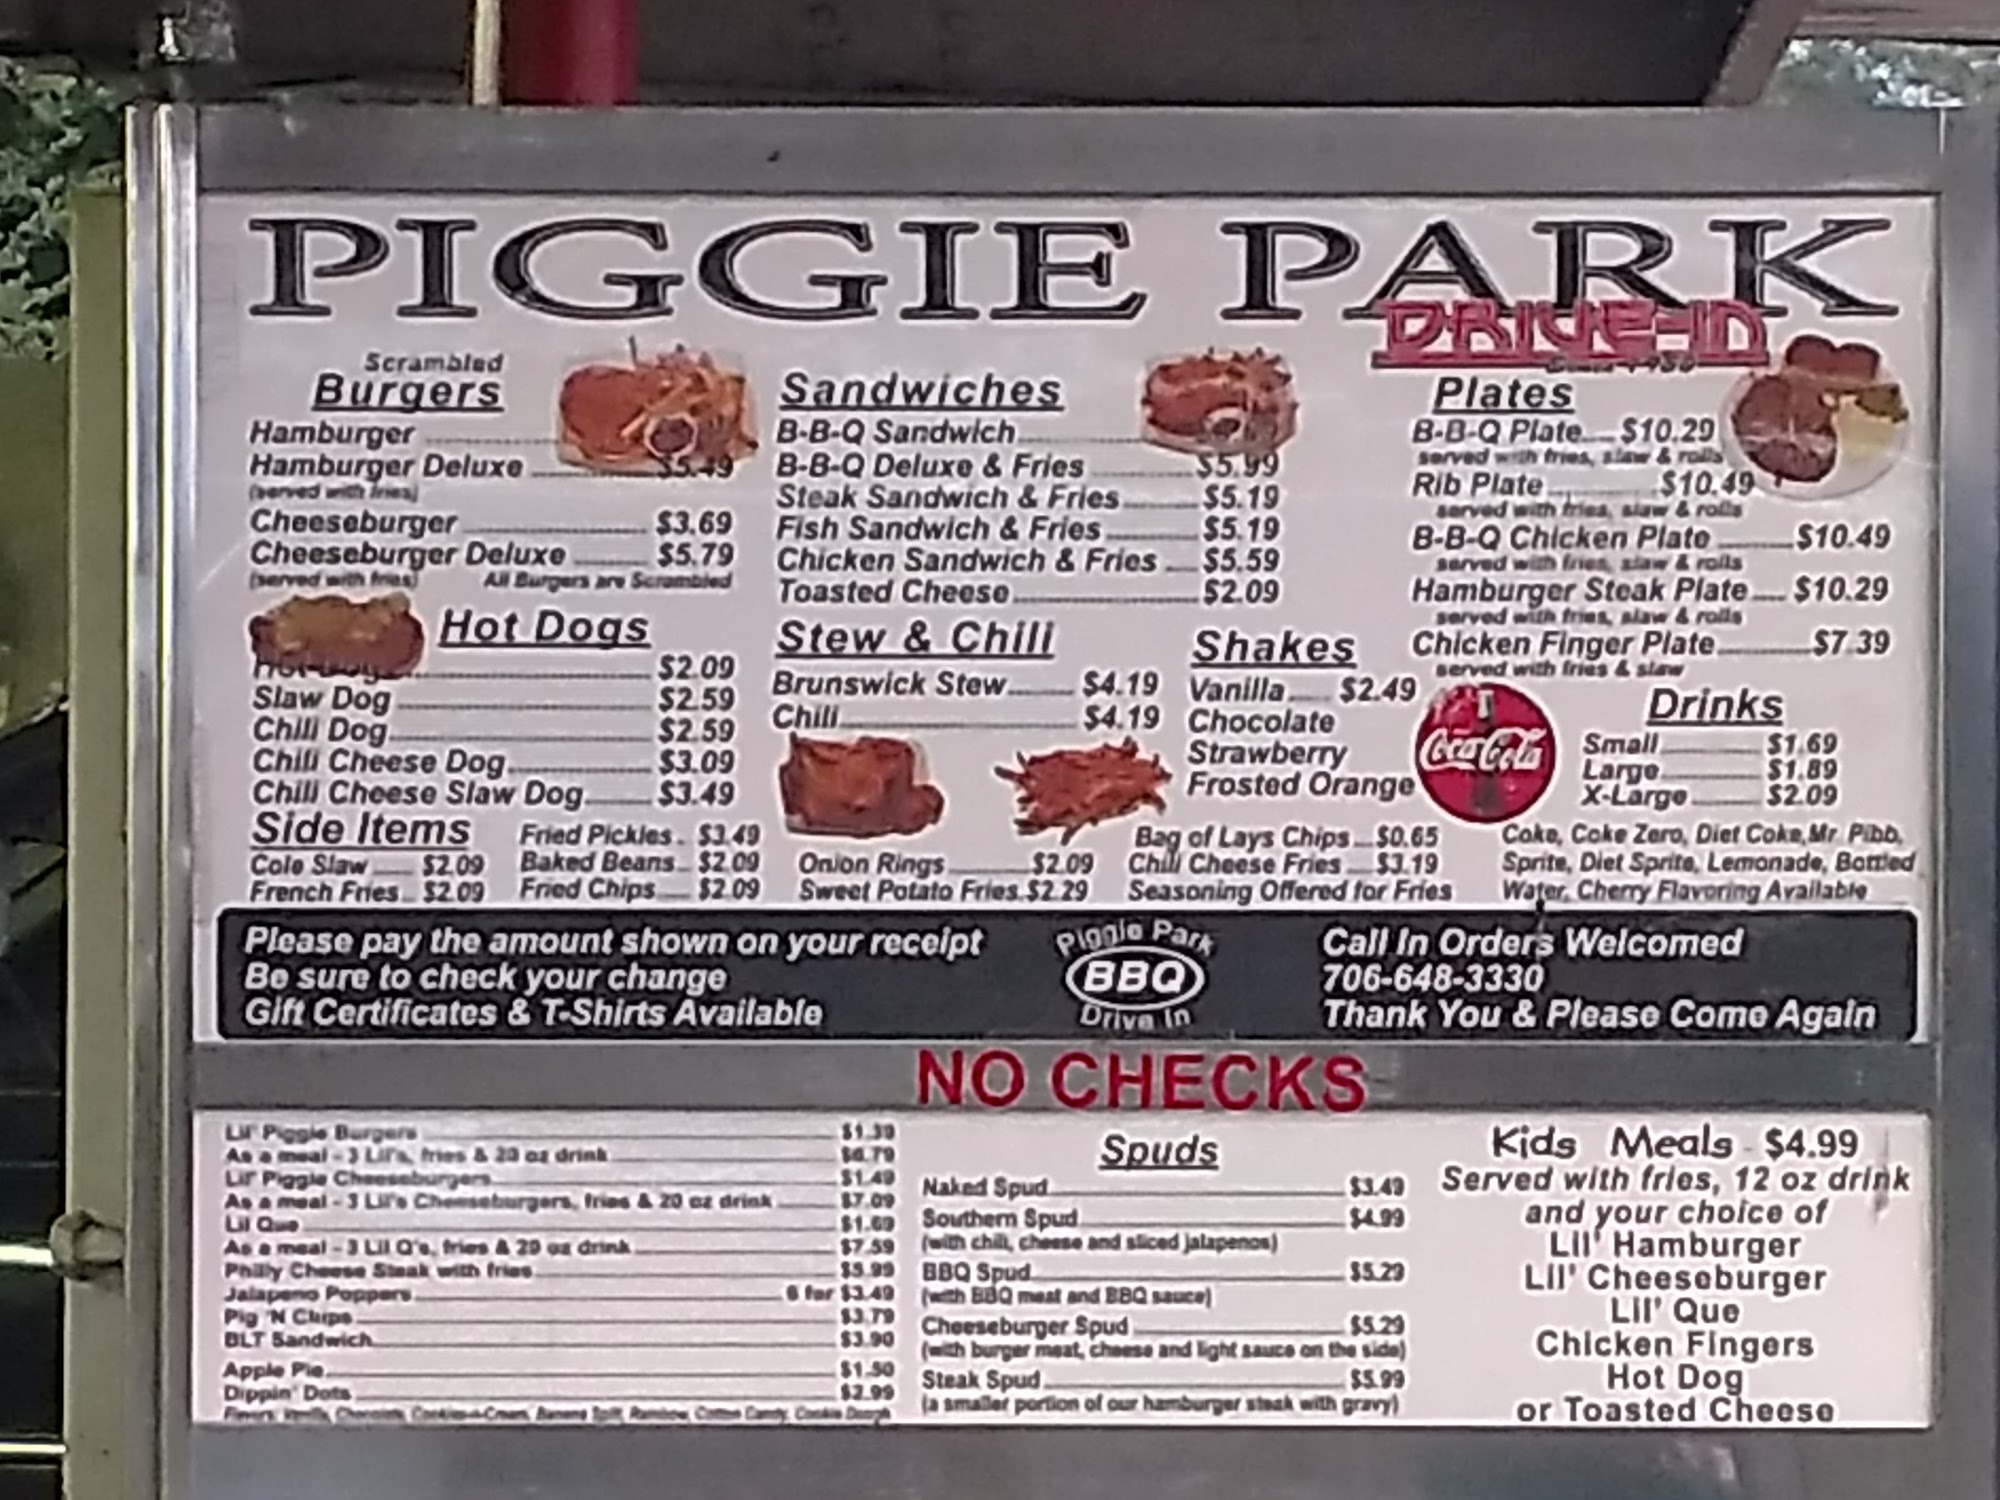 PIGGIE PARK
DRIVE-IN
Scrambled
Burgers
Hamburger
Hamburger Deluxe $5.49
(served with fries)
Cheeseburger $3.69
Cheeseburger Deluxe $5.79
(served with fries) All Burgers are Scrambled
Hot Dogs
Hot Dog $2.09
Slaw Dog $2.59
Chili Dog $2.59
Chili Cheese Dog $3.09
Chili Cheese Slaw Dog $3.49
Sandwiches
B-B-Q Sandwich
B-B-Q Deluxe & Fries $5.99
Steak Sandwich & Fries $5.19
Fish Sandwich & Fries $5.19
Chicken Sandwich & Fries $5.59
Toasted Cheese $2.09
Stew & Chili
Brunswick Stew $4.19
Chili $4.19
Shakes
Vanilla $2.49
Chocolate
Strawberry
Frosted Orange
Plates
B-B-Q Plate $10.29
served with fries, slaw & rolls
Rib Plate $10.49
served with fries, slaw & rolls
B-B-Q Chicken Plate $10.49
served with fries, slaw & rolls
Hamburger Steak Plate $10.29
served with fries, slaw & rolls
Chicken Finger Plate $7.39
served with fries & slaw
Coca-Cola
Drinks
Small $1.69
Large $1.89
X-Large $2.09
Coke, Coke Zero, Diet Coke, Mr. Pibb,
Sprite, Diet Sprite, Lemonade, Bottled
Water, Cherry Flavoring Available
Side Items
Cole Slaw $2.09
French Fries $2.09
Fried Pickles $3.49
Baked Beans $2.09
Fried Chips $2.09
Onion Rings $2.09
Sweet Potato Fries $2.29
Bag of Lays Chips $0.65
Chili Cheese Fries $3.19
Seasoning Offered for Fries
Please pay the amount shown on your receipt
Be sure to check your change
Gift Certificates & T-Shirts Available
Piggie Park
BBQ
Drive In
Call In Orders Welcomed
706-648-3330
Thank You & Please Come Again
NO CHECKS
Lil' Piggie Burgers $1.39
As a meal - 3 Lil's, fries & 20 oz drink $6.79
Lil' Piggie Cheeseburgers $1.49
As a meal - 3 Lil's Cheeseburgers, fries & 20 oz drink $7.09
Lil Que $1.69
As a meal - 3 Lil Q's, fries & 20 oz drink $7.59
Philly Cheese Steak with fries $5.99
Jalapeno Poppers 6 for $3.49
Pig 'N Chips $3.79
BLT Sandwich $3.90
Apple Pie $1.50
Dippin' Dots $2.99
Flavors: Vanilla, Chocolate, Cookies-n-Cream, Banana Split, Rainbow, Cotton Candy, Cookie Dough
Spuds
Naked Spud $3.49
Southern Spud $4.99
(with chili, cheese and sliced jalapenos)
BBQ Spud $5.29
(with BBQ meat and BBQ sauce)
Cheeseburger Spud $5.29
(with burger meat, cheese and light sauce on the side)
Steak Spud $5.99
(a smaller portion of our hamburger steak with gravy)
Kids Meals - $4.99
Served with fries, 12 oz drink
and your choice of
Lil' Hamburger
Lil' Cheeseburger
Lil' Que
Chicken Fingers
Hot Dog
or Toasted Cheese